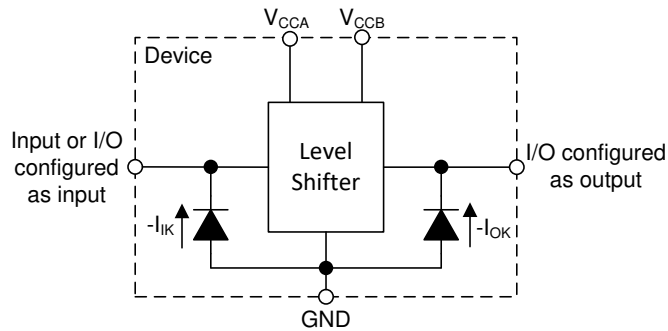 VCCA VCCB
Device
Input or I/O
configured
as input
Level
Shifter
I/O configured
as output
-IIK
-IOK
GND